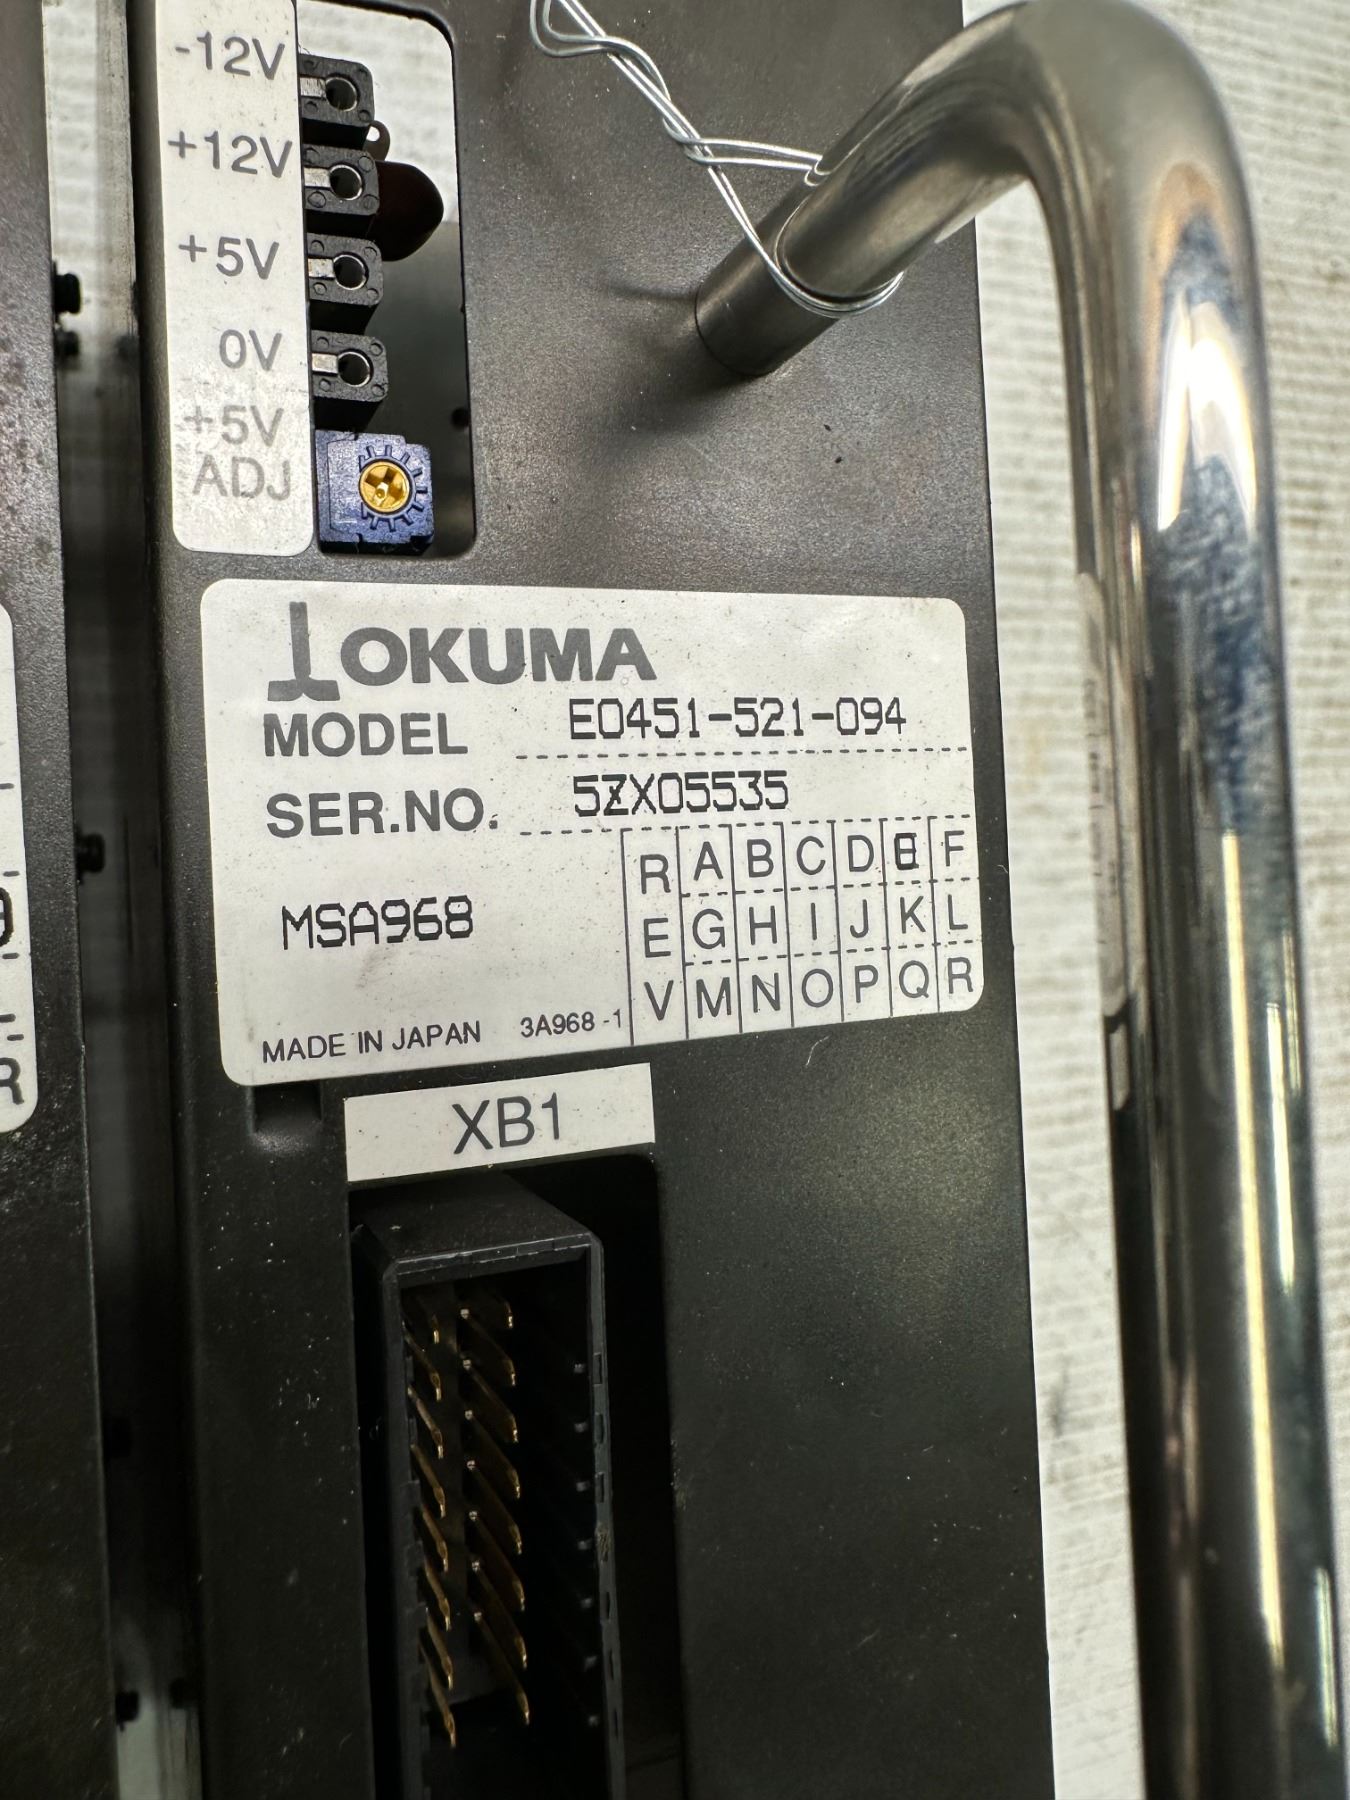 -12V
+12V
+5V
0V
+5V
ADJ
OKUMA
MODEL E0451-521-094
SER.NO. 5ZX05535
MSA968
R A B C D E F
E G H I J K L
V M N O P Q R
MADE IN JAPAN 3A968-1
XB1
R